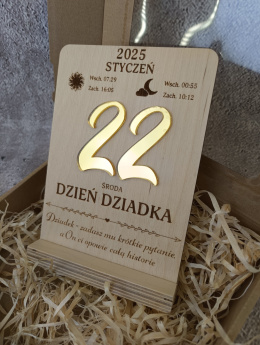 2025
STYCZEŃ
Wsch. 07:29 Wsch. 00:53
Zach. 16:05 Zach. 10:12
22
ŚRODA
DZIEŃ DZIADKA
Dziadek - zadasz mu krótkie pytanie,
a On ci opowie całą historię